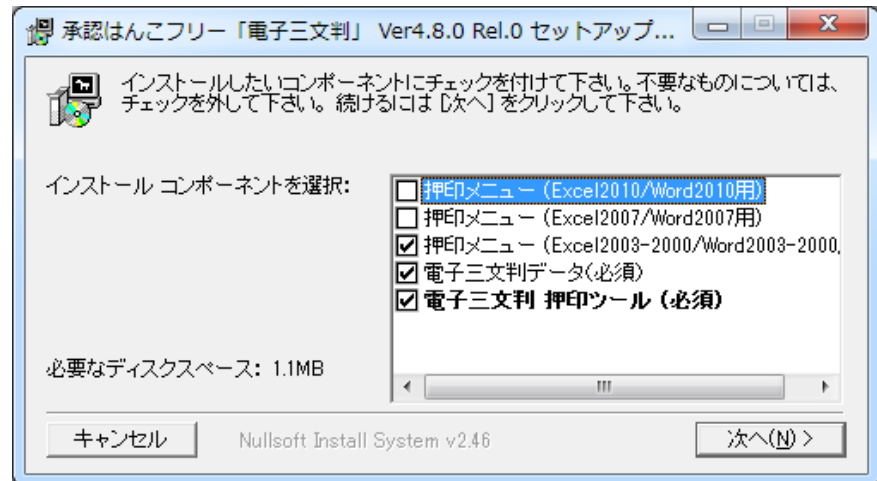 承認はんこフリー「電子三文判」 Ver4.8.0 Rel.0 セットアップ...
インストールしたいコンポーネントにチェックを付けて下さい。不要なものについては、
チェックを外して下さい。続けるには [次へ] をクリックして下さい。
インストール コンポーネントを選択:
押印メニュー (Excel2010/Word2010用)
押印メニュー (Excel2007/Word2007用)
押印メニュー (Excel2003-2000/Word2003-2000,
電子三文判データ(必須)
電子三文判 押印ツール (必須)
必要なディスクスペース: 1.1MB
キャンセル
Nullsoft Install System v2.46
次へ(N) >